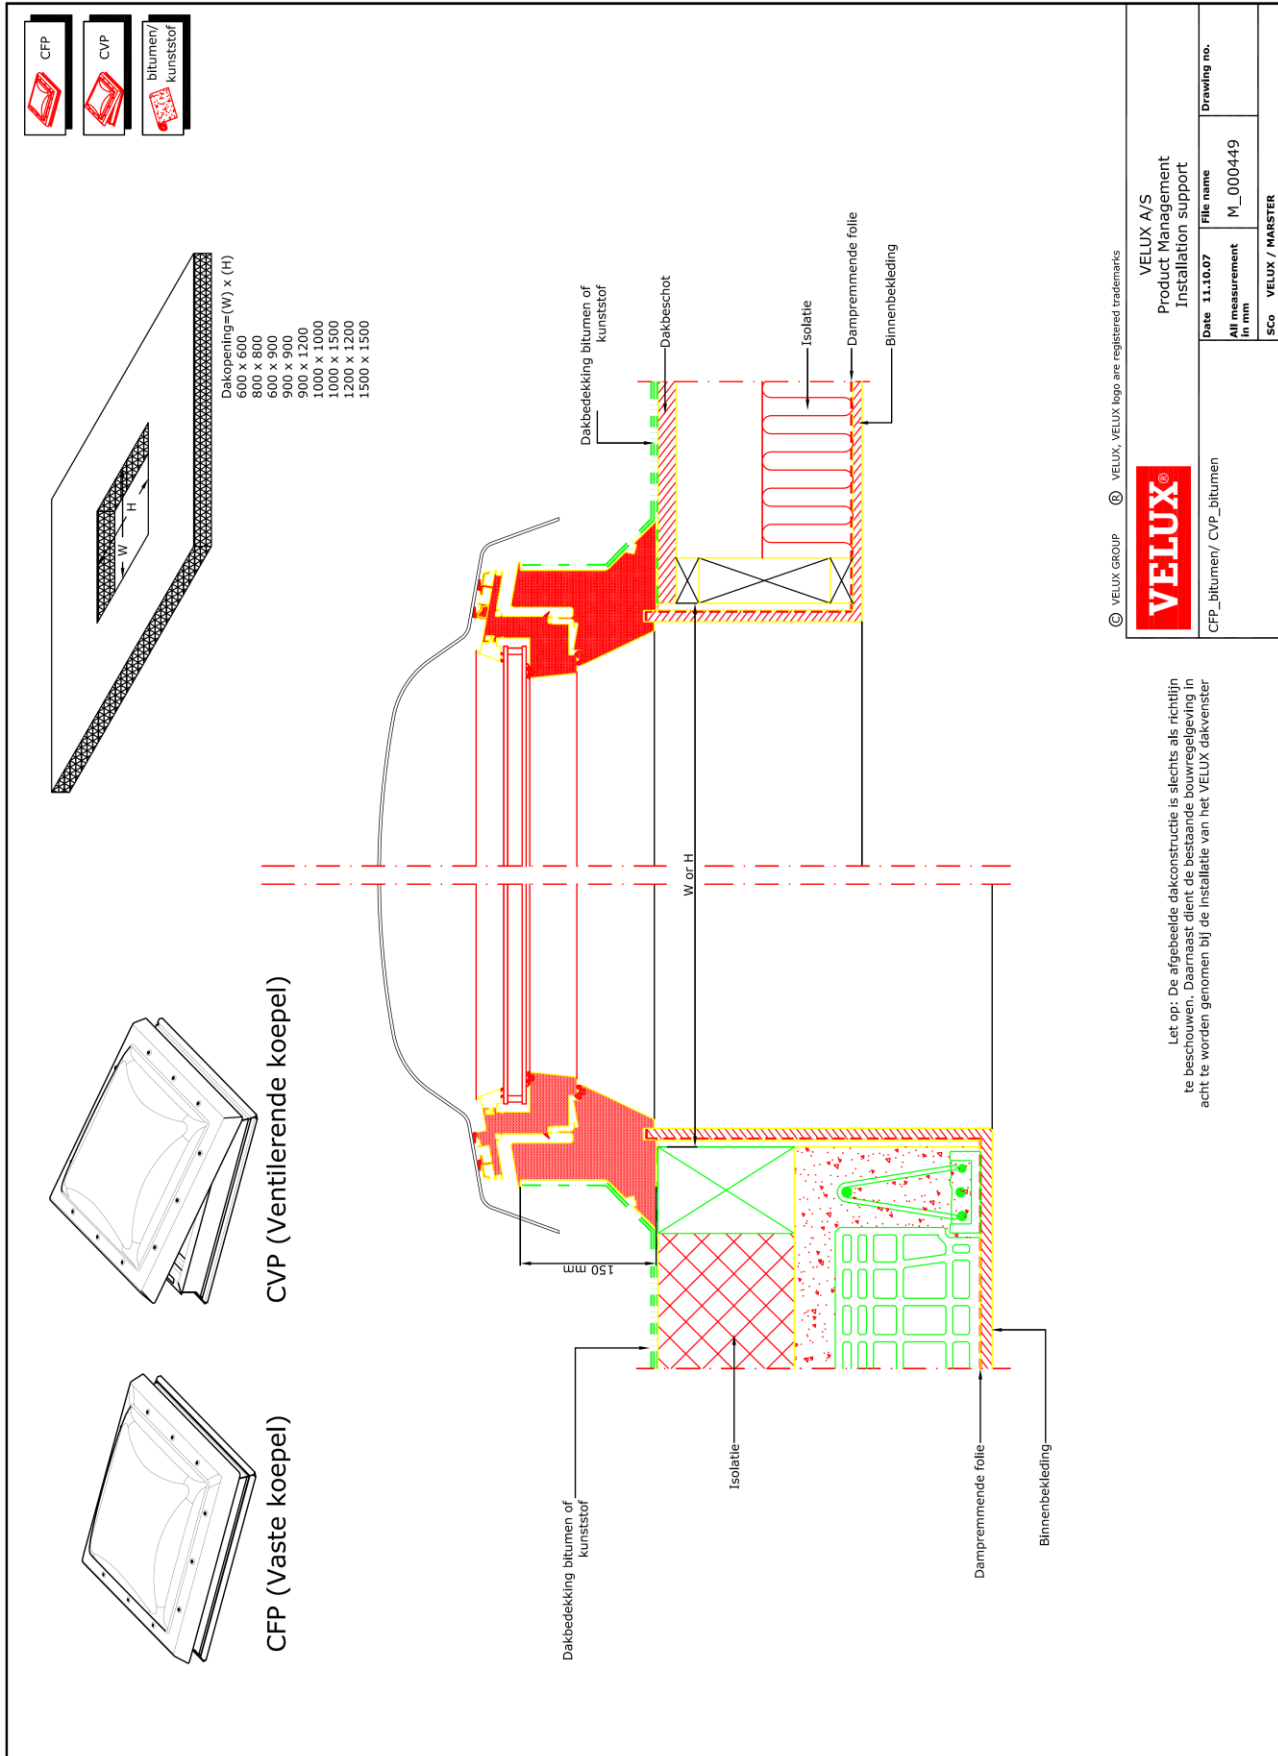 CFP
CVP
bitumen/
kunststof
Dakopening=(W) x (H)
600 x 600
800 x 800
600 x 900
900 x 900
900 x 1200
1000 x 1000
1000 x 1500
1200 x 1200
1500 x 1500
W
H
CVP (Ventilerende koepel)
CFP (Vaste koepel)
Dakbedekking bitumen of
kunststof
Dakbeschot
Isolatie
Dampremmende folie
Binnenbekleding
W or H
150 mm
Dakbedekking bitumen of
kunststof
Isolatie
Dampremmende folie
Binnenbekleding
Let op: De afgebeelde dakconstructie is slechts als richtlijn
te beschouwen. Daarnaast dient de bestaande bouwregelgeving in
acht te worden genomen bij de installatie van het VELUX dakvenster
© VELUX GROUP ® VELUX, VELUX logo are registered trademarks
VELUX®
VELUX A/S
Product Management
Installation support
CFP_bitumen/ CVP_bitumen
Date 11.10.07
File name
Drawing no.
All measurement
in mm
M_000449
SCo VELUX / MARSTER